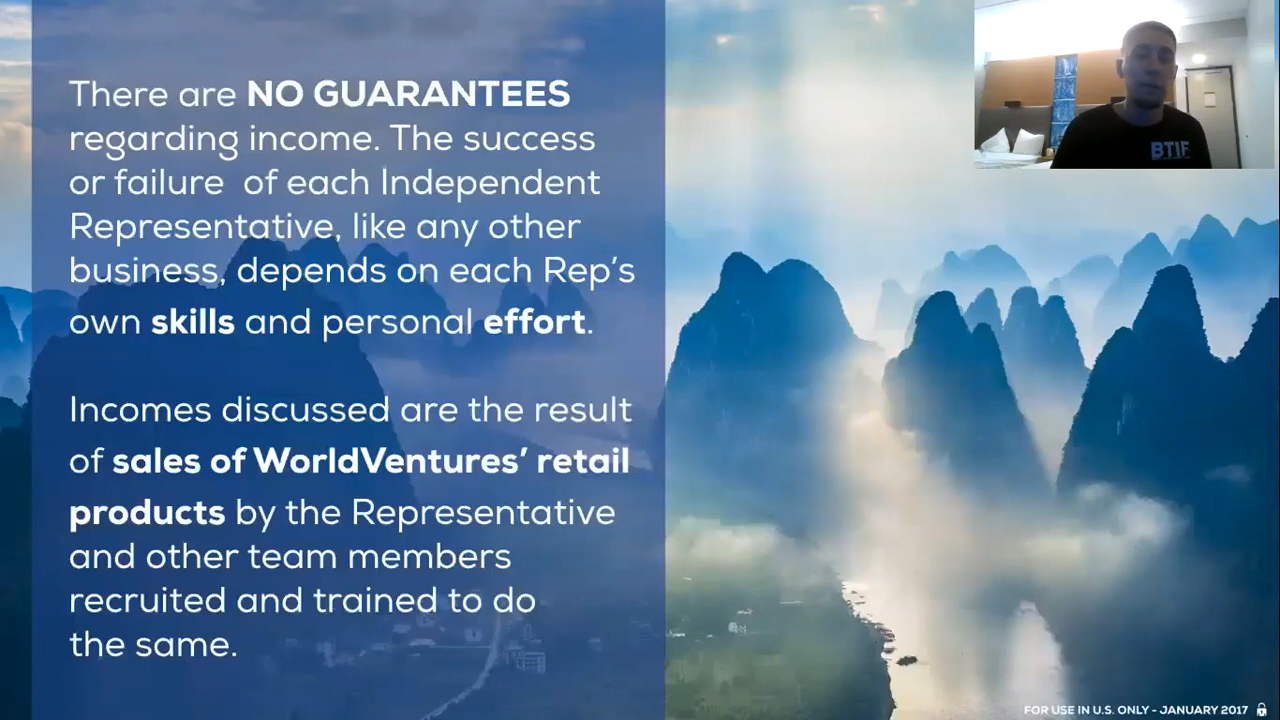 There are NO GUARANTEES
regarding income. The success
or failure of each Independent
Representative, like any other
business, depends on each Rep's
own skills and personal effort.
Incomes discussed are the result
of sales of WorldVentures' retail
products by the Representative
and other team members
recruited and trained to do
the same.
BTIF
FOR USE IN U.S. ONLY - JANUARY 2017